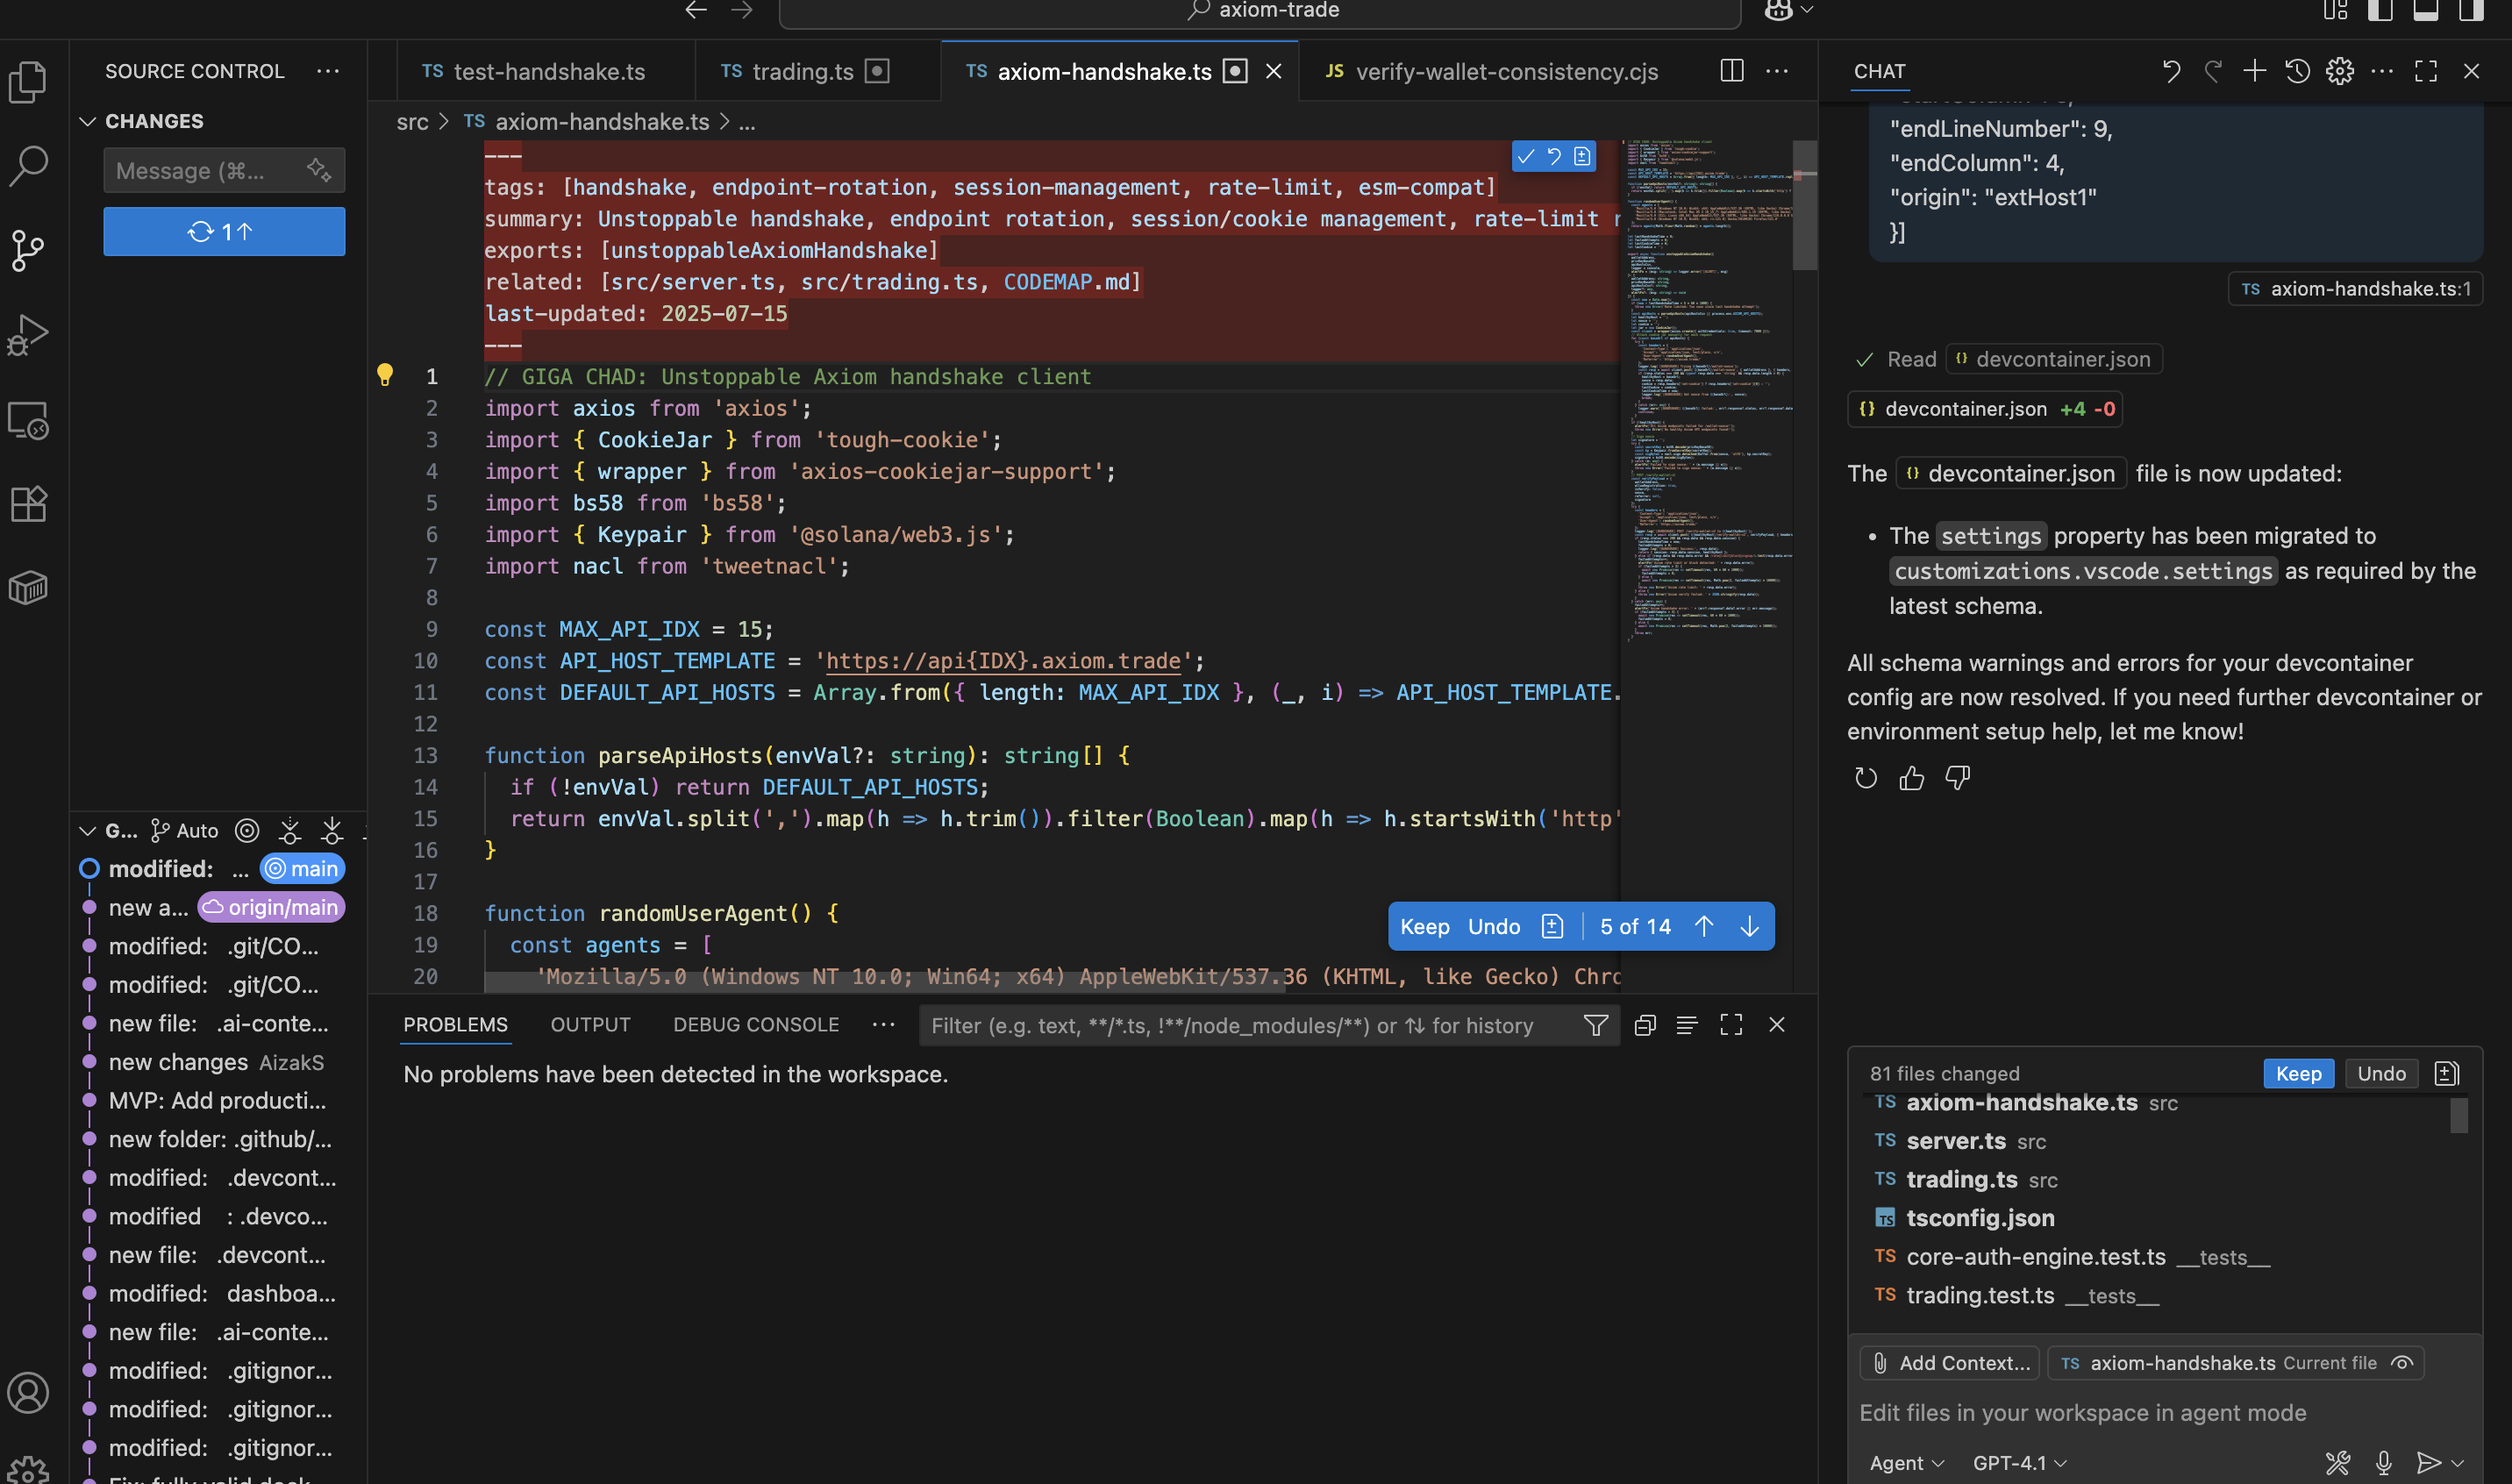 axiom-trade
SOURCE CONTROL
CHANGES
Message (⌘...
1↑
G... Auto
modified: ... main
new a... origin/main
modified: .git/CO...
modified: .git/CO...
new file: .ai-conte...
new changes AizakS
MVP: Add producti...
new folder: .github/...
modified: .devcont...
modified : .devco...
new file: .devcont...
modified: dashboa...
new file: .ai-conte...
modified: .gitignor...
modified: .gitignor...
modified: .gitignor...
TS test-handshake.ts
TS trading.ts
TS axiom-handshake.ts
JS verify-wallet-consistency.cjs
src > TS axiom-handshake.ts > ...
---
tags: [handshake, endpoint-rotation, session-management, rate-limit, esm-compat]
summary: Unstoppable handshake, endpoint rotation, session/cookie management, rate-limit r
exports: [unstoppableAxiomHandshake]
related: [src/server.ts, src/trading.ts, CODEMAP.md]
last-updated: 2025-07-15
---
1 // GIGA CHAD: Unstoppable Axiom handshake client
2 import axios from 'axios';
3 import { CookieJar } from 'tough-cookie';
4 import { wrapper } from 'axios-cookiejar-support';
5 import bs58 from 'bs58';
6 import { Keypair } from '@solana/web3.js';
7 import nacl from 'tweetnacl';
8
9 const MAX_API_IDX = 15;
10 const API_HOST_TEMPLATE = 'https://api{IDX}.axiom.trade';
11 const DEFAULT_API_HOSTS = Array.from({ length: MAX_API_IDX }, (_, i) => API_HOST_TEMPLATE.
12
13 function parseApiHosts(envVal?: string): string[] {
14 if (!envVal) return DEFAULT_API_HOSTS;
15 return envVal.split(',').map(h => h.trim()).filter(Boolean).map(h => h.startsWith('http'
16 }
17
18 function randomUserAgent() {
19 const agents = [
20 'Mozilla/5.0 (Windows NT 10.0; Win64; x64) AppleWebKit/537.36 (KHTML, like Gecko) Chro
Keep Undo 5 of 14
PROBLEMS OUTPUT DEBUG CONSOLE ... Filter (e.g. text, **/*.ts, !**/node_modules/**) or ⇅ for history
No problems have been detected in the workspace.
CHAT
"endLineNumber": 9,
"endColumn": 4,
"origin": "extHost1"
}]
TS axiom-handshake.ts:1
Read {} devcontainer.json
{} devcontainer.json +4 -0
The {} devcontainer.json file is now updated:
• The settings property has been migrated to
customizations.vscode.settings as required by the
latest schema.
All schema warnings and errors for your devcontainer
config are now resolved. If you need further devcontainer or
environment setup help, let me know!
81 files changed Keep Undo
TS axiom-handshake.ts src
TS server.ts src
TS trading.ts src
TS tsconfig.json
TS core-auth-engine.test.ts __tests__
TS trading.test.ts __tests__
Add Context... TS axiom-handshake.ts Current file
Edit files in your workspace in agent mode
Agent GPT-4.1